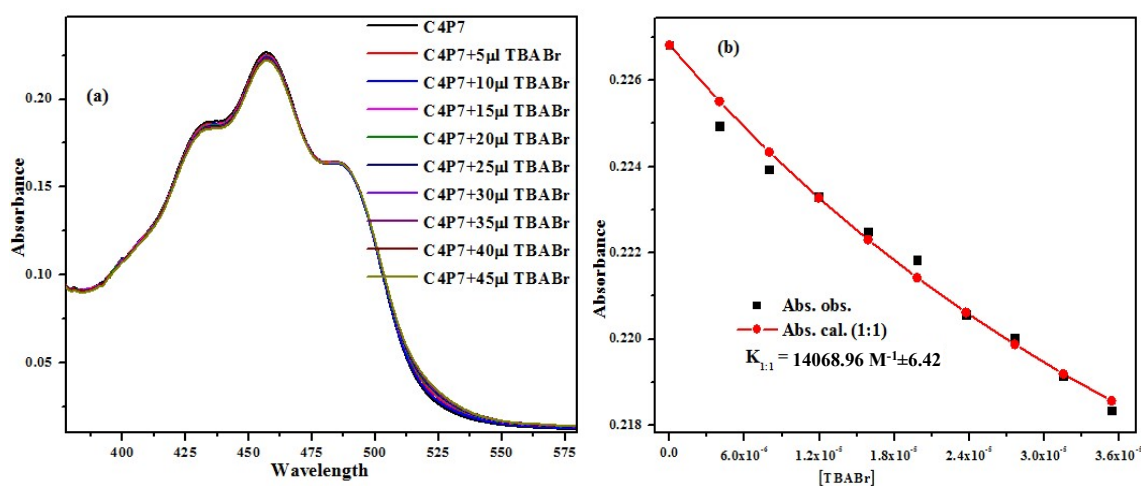 (a)
C4P7
C4P7+5µl TBABr
C4P7+10µl TBABr
C4P7+15µl TBABr
C4P7+20µl TBABr
C4P7+25µl TBABr
C4P7+30µl TBABr
C4P7+35µl TBABr
C4P7+40µl TBABr
C4P7+45µl TBABr
0.20
0.15
0.10
0.05
Absorbance
400 425 450 475 500 525 550 575
Wavelength
(b)
0.226
0.224
0.222
0.220
0.218
Absorbance
Abs. obs.
Abs. cal. (1:1)
K1:1 = 14068.96 M-1±6.42
0.0 6.0x10-6 1.2x10-5 1.8x10-5 2.4x10-5 3.0x10-5 3.6x10-5
[TBABr]